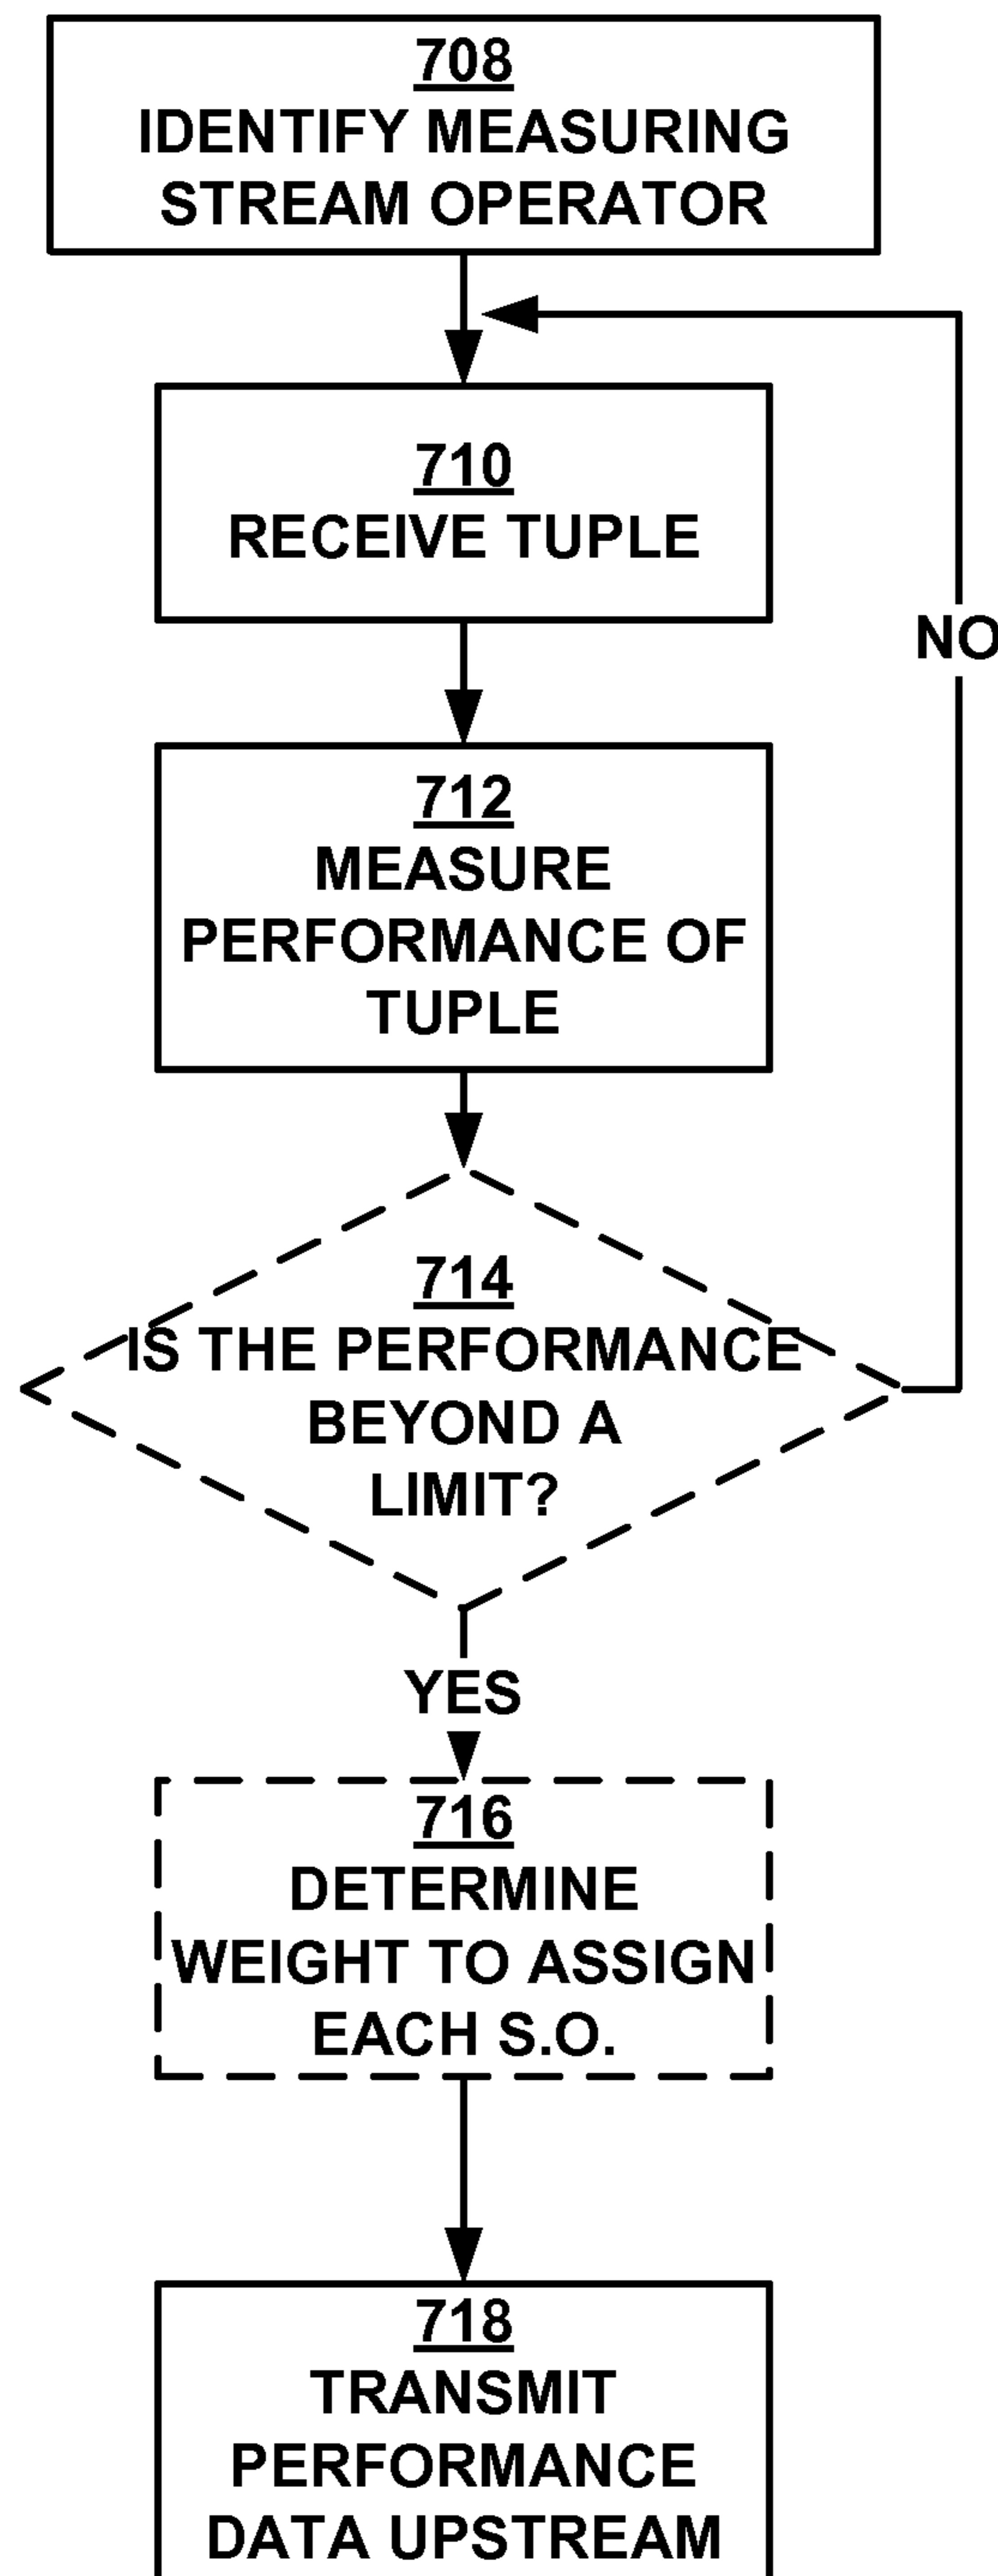 708
IDENTIFY MEASURING
STREAM OPERATOR
710
RECEIVE TUPLE
NO
712
MEASURE
PERFORMANCE OF
TUPLE
714
IS THE PERFORMANCE
BEYOND A
LIMIT?
YES
716
DETERMINE
WEIGHT TO ASSIGN
EACH S.O.
718
TRANSMIT
PERFORMANCE
DATA UPSTREAM